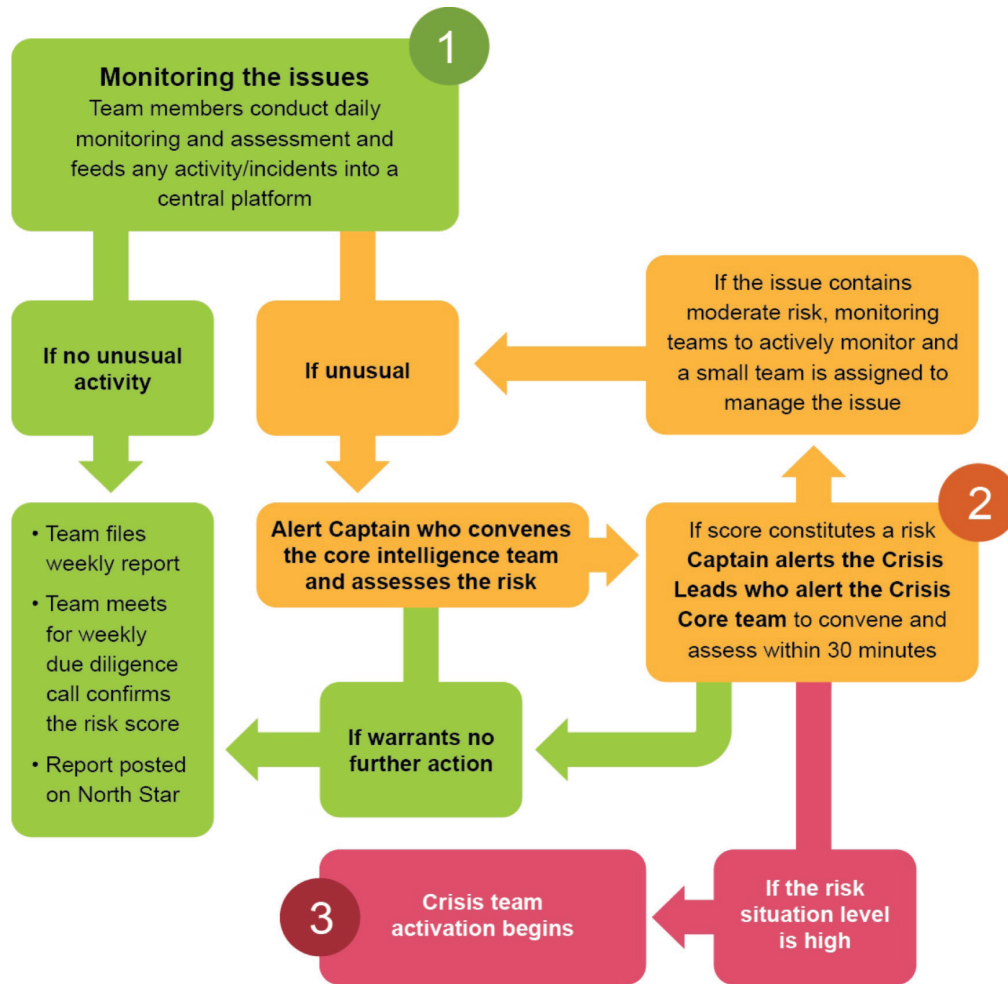 1
Monitoring the issues
Team members conduct daily
monitoring and assessment and
feeds any activity/incidents into a
central platform
If no unusual
activity
If unusual
If the issue contains
moderate risk, monitoring
teams to actively monitor and
a small team is assigned to
manage the issue
• Team files
weekly report
• Team meets
for weekly
due diligence
call confirms
the risk score
• Report posted
on North Star
Alert Captain who convenes
the core intelligence team
and assesses the risk
2
If score constitutes a risk
Captain alerts the Crisis
Leads who alert the Crisis
Core team to convene and
assess within 30 minutes
If warrants no
further action
3
Crisis team
activation begins
If the risk
situation level
is high